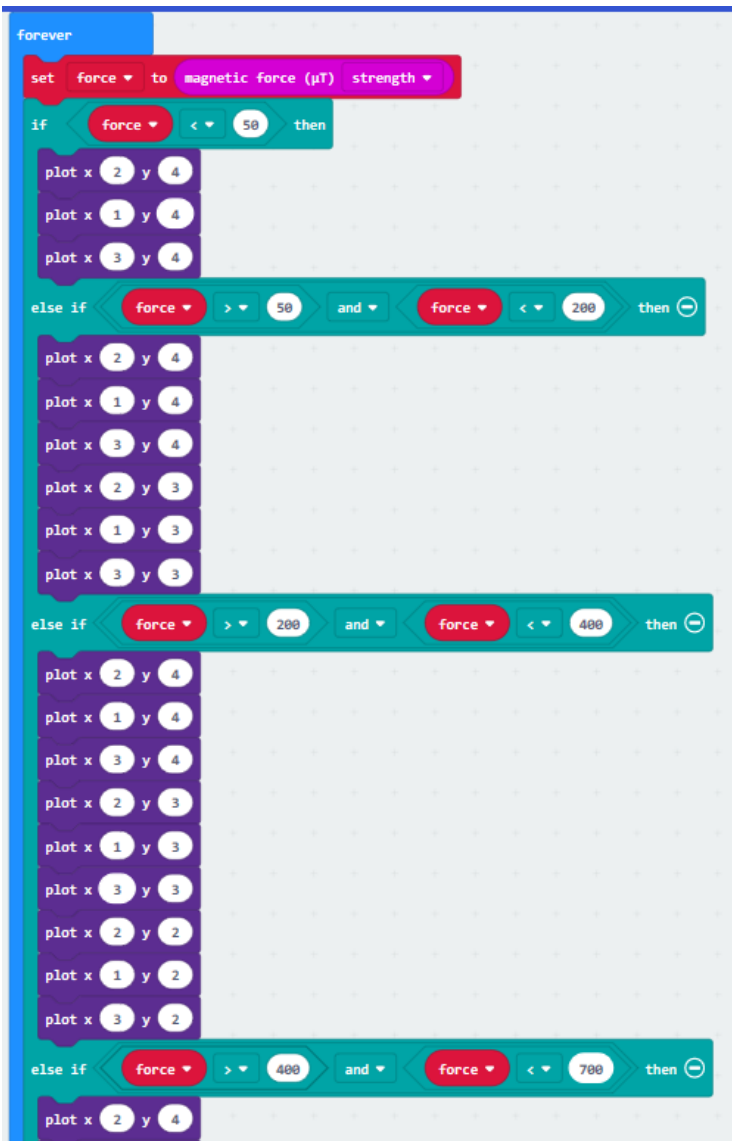 forever
set force to magnetic force (µT) strength
if force < 50 then
plot x 2 y 4
plot x 1 y 4
plot x 3 y 4
else if force > 50 and force < 200 then
plot x 2 y 4
plot x 1 y 4
plot x 3 y 4
plot x 2 y 3
plot x 1 y 3
plot x 3 y 3
else if force > 200 and force < 400 then
plot x 2 y 4
plot x 1 y 4
plot x 3 y 4
plot x 2 y 3
plot x 1 y 3
plot x 3 y 3
plot x 2 y 2
plot x 1 y 2
plot x 3 y 2
else if force > 400 and force < 700 then
plot x 2 y 4